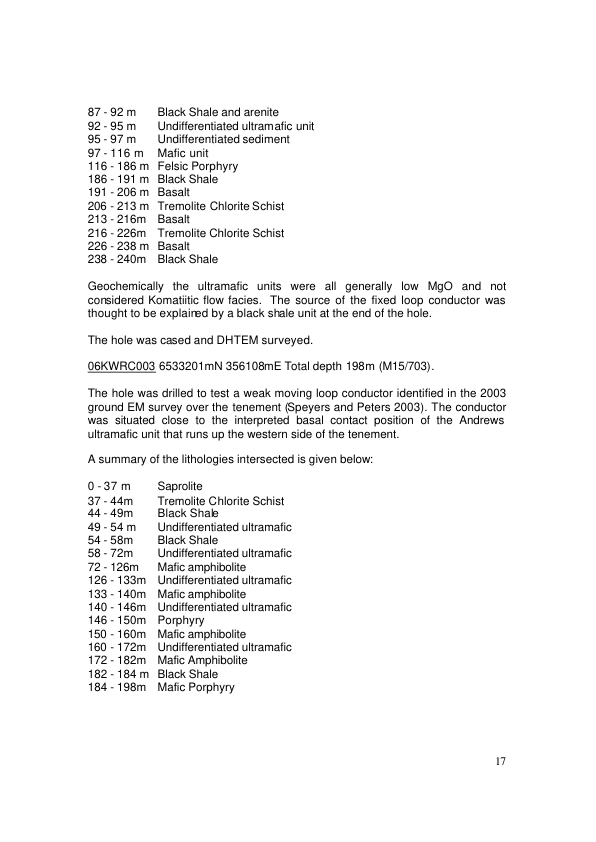 87 - 92 m Black Shale and arenite
92 - 95 m Undifferentiated ultramafic unit
95 - 97 m Undifferentiated sediment
97 - 116 m Mafic unit
116 - 186 m Felsic Porphyry
186 - 191 m Black Shale
191 - 206 m Basalt
206 - 213 m Tremolite Chlorite Schist
213 - 216m Basalt
216 - 226m Tremolite Chlorite Schist
226 - 238 m Basalt
238 - 240m Black Shale
Geochemically the ultramafic units were all generally low MgO and not
considered Komatiitic flow facies. The source of the fixed loop conductor was
thought to be explained by a black shale unit at the end of the hole.
The hole was cased and DHTEM surveyed.
06KWRC003 6533201mN 356108mE Total depth 198m (M15/703).
The hole was drilled to test a weak moving loop conductor identified in the 2003
ground EM survey over the tenement (Speyers and Peters 2003). The conductor
was situated close to the interpreted basal contact position of the Andrews
ultramafic unit that runs up the western side of the tenement.
A summary of the lithologies intersected is given below:
0 - 37 m Saprolite
37 - 44m Tremolite Chlorite Schist
44 - 49m Black Shale
49 - 54 m Undifferentiated ultramafic
54 - 58m Black Shale
58 - 72m Undifferentiated ultramafic
72 - 126m Mafic amphibolite
126 - 133m Undifferentiated ultramafic
133 - 140m Mafic amphibolite
140 - 146m Undifferentiated ultramafic
146 - 150m Porphyry
150 - 160m Mafic amphibolite
160 - 172m Undifferentiated ultramafic
172 - 182m Mafic Amphibolite
182 - 184 m Black Shale
184 - 198m Mafic Porphyry
17